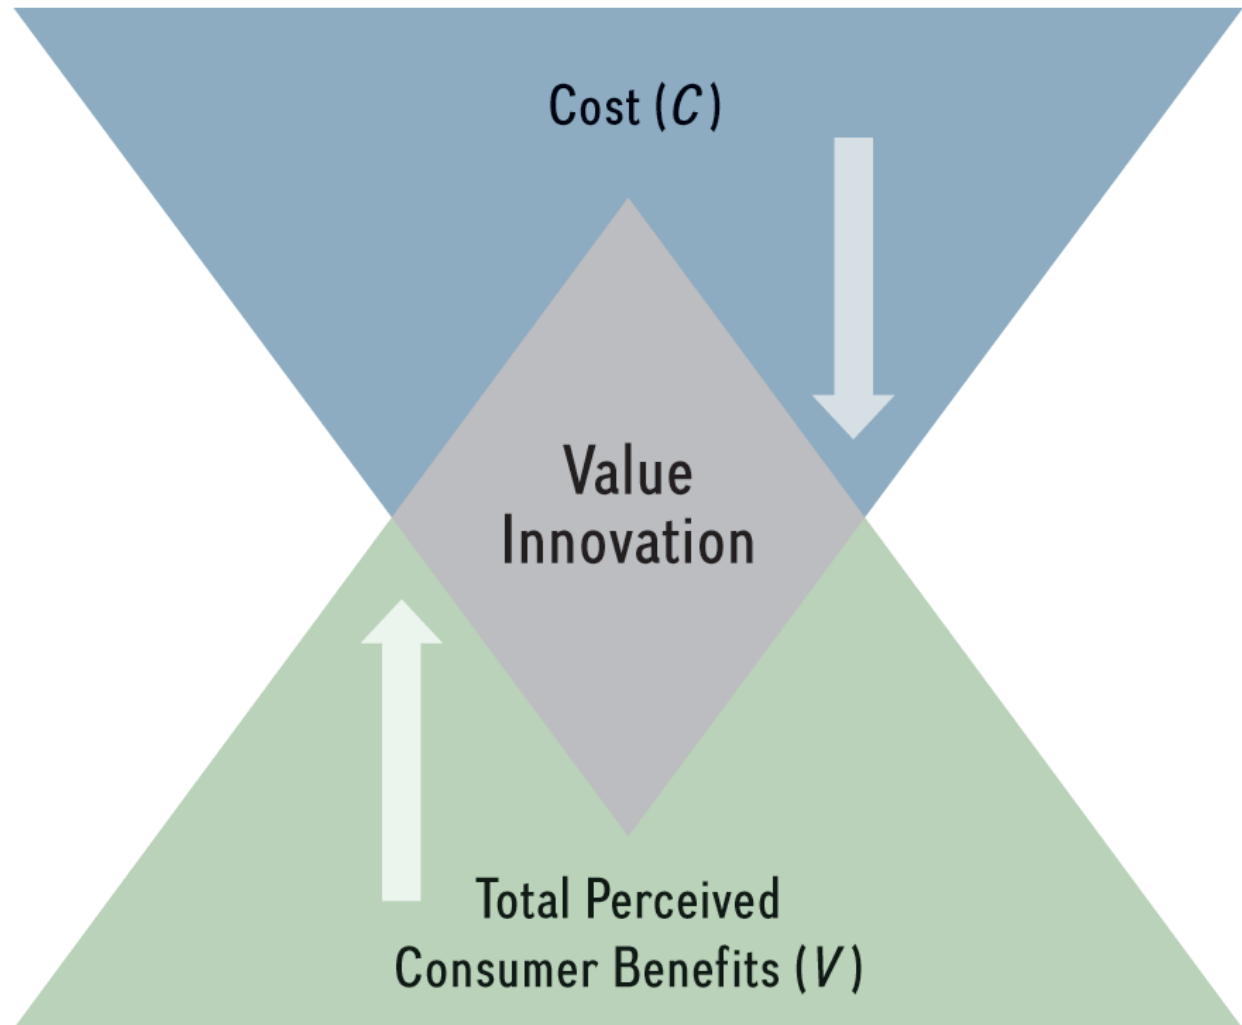 Cost (C)
Value
Innovation
Total Perceived
Consumer Benefits (V)